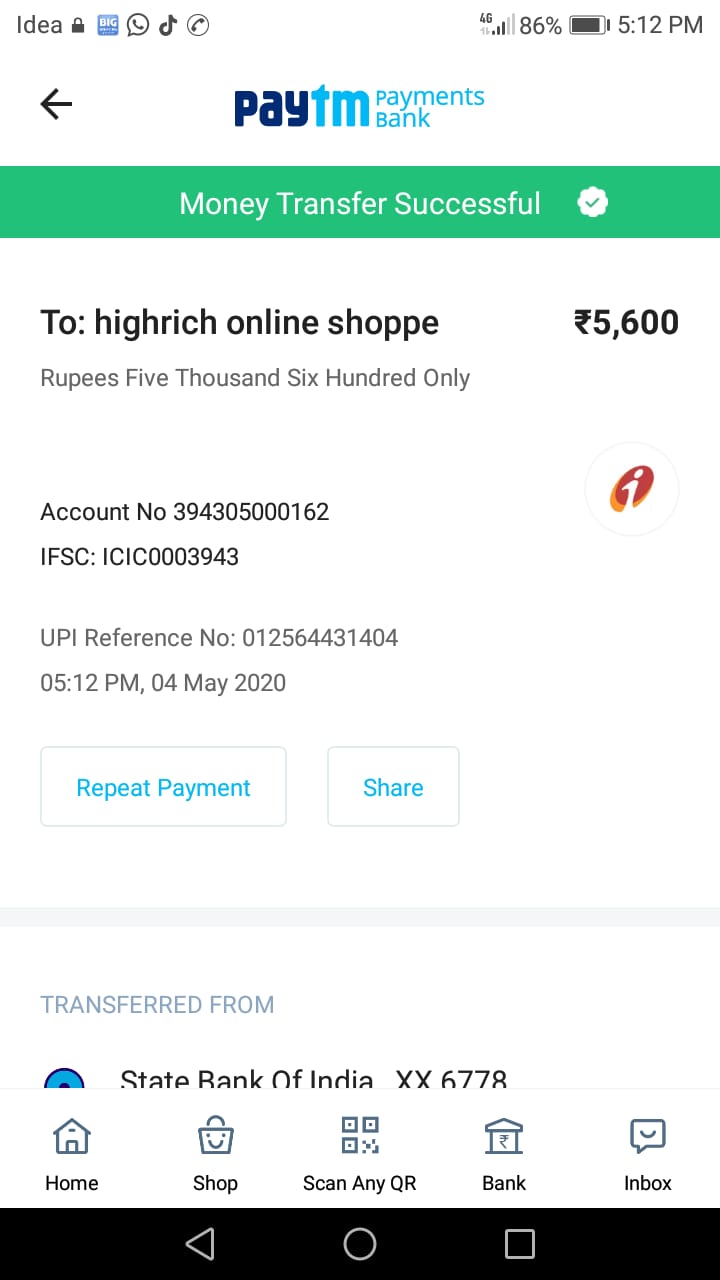 Idea 4G 86% 5:12 PM
BIG
paytm payments bank
Money Transfer Successful
To: highrich online shoppe ₹5,600
Rupees Five Thousand Six Hundred Only
Account No 394305000162
IFSC: ICIC0003943
UPI Reference No: 012564431404
05:12 PM, 04 May 2020
Repeat Payment Share
TRANSFERRED FROM
State Bank Of India XX 6778
Home Shop Scan Any QR Bank Inbox